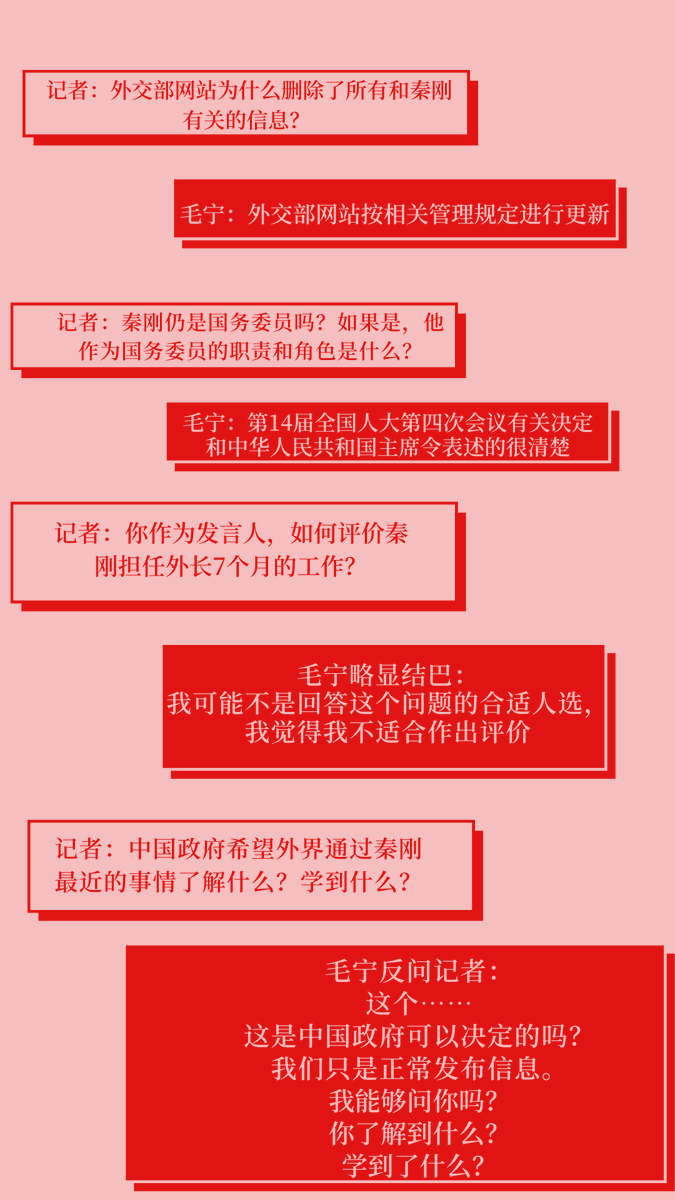 记者：外交部网站为什么删除了所有和秦刚
有关的信息？
毛宁：外交部网站按相关管理规定进行更新
记者：秦刚仍是国务委员吗？如果是，他
作为国务委员的职责和角色是什么？
毛宁：第14届全国人大第四次会议有关决定
和中华人民共和国主席令表述的很清楚
记者：你作为发言人，如何评价秦
刚担任外长7个月的工作？
毛宁略显结巴：
我可能不是回答这个问题的合适人选，
我觉得我不适合作出评价
记者：中国政府希望外界通过秦刚
最近的事情了解什么？学到什么？
毛宁反问记者：
这个……
这是中国政府可以决定的吗？
我们只是正常发布信息。
我能够问你吗？
你了解到什么？
学到了什么？